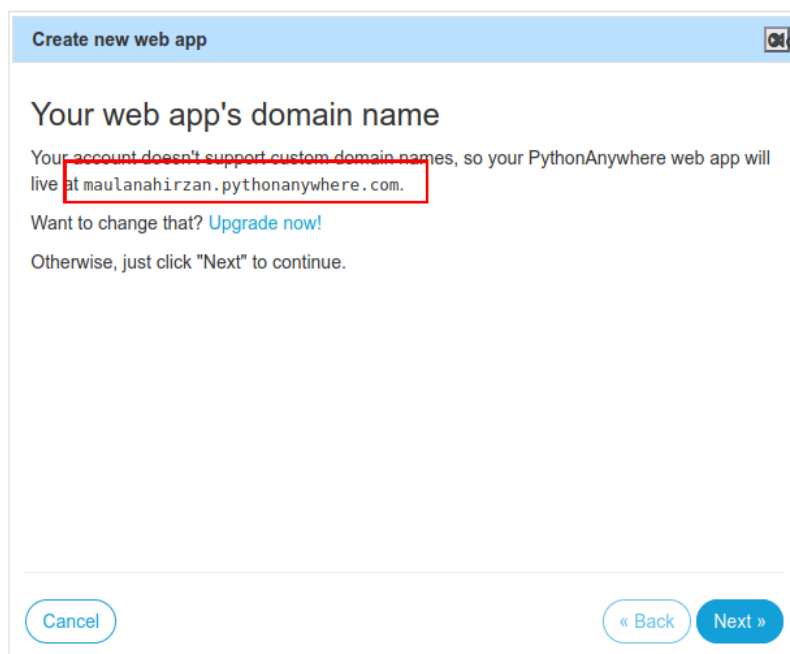 Create new web app
Your web app's domain name
Your account doesn't support custom domain names, so your PythonAnywhere web app will
live at maulanahirzan.pythonanywhere.com.
Want to change that? Upgrade now!
Otherwise, just click "Next" to continue.
Cancel
« Back
Next »